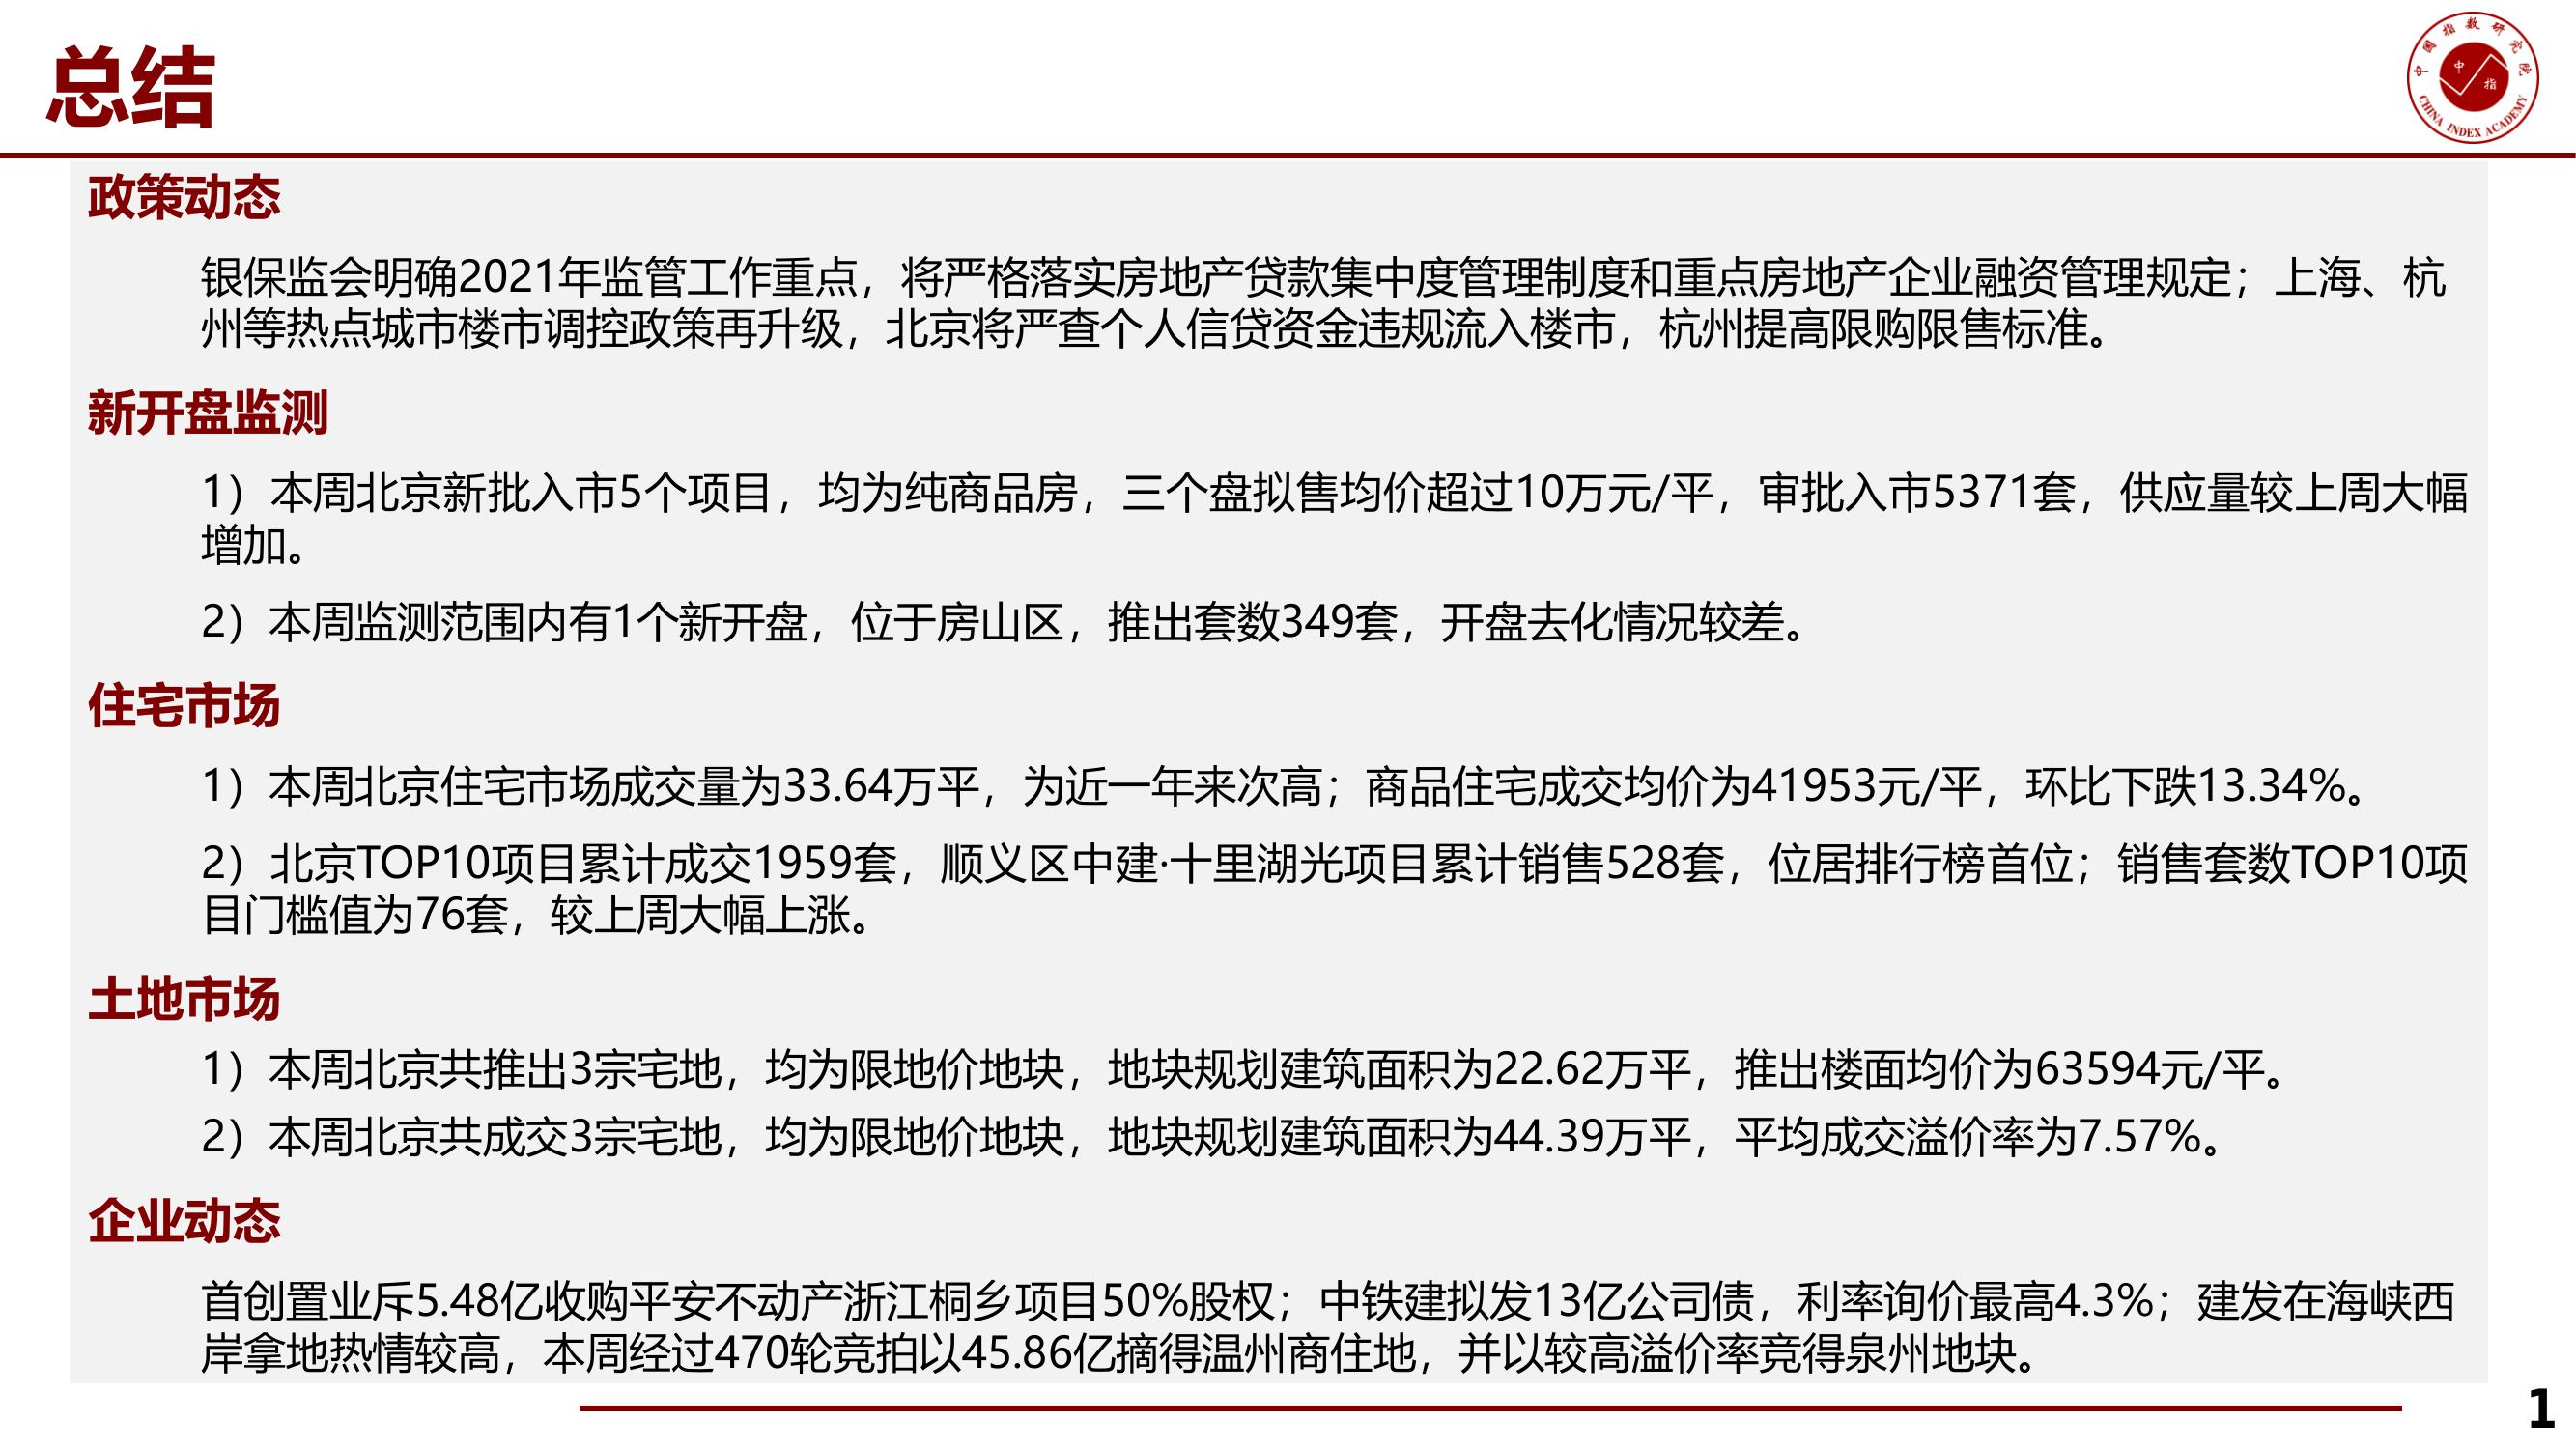 总结
中国指数研究院
中指
CHINA INDEX ACADEMY
政策动态
银保监会明确2021年监管工作重点，将严格落实房地产贷款集中度管理制度和重点房地产企业融资管理规定；上海、杭
州等热点城市楼市调控政策再升级，北京将严查个人信贷资金违规流入楼市，杭州提高限购限售标准。
新开盘监测
1）本周北京新批入市5个项目，均为纯商品房，三个盘拟售均价超过10万元/平，审批入市5371套，供应量较上周大幅
增加。
2）本周监测范围内有1个新开盘，位于房山区，推出套数349套，开盘去化情况较差。
住宅市场
1）本周北京住宅市场成交量为33.64万平，为近一年来次高；商品住宅成交均价为41953元/平，环比下跌13.34%。
2）北京TOP10项目累计成交1959套，顺义区中建·十里湖光项目累计销售528套，位居排行榜首位；销售套数TOP10项
目门槛值为76套，较上周大幅上涨。
土地市场
1）本周北京共推出3宗宅地，均为限地价地块，地块规划建筑面积为22.62万平，推出楼面均价为63594元/平。
2）本周北京共成交3宗宅地，均为限地价地块，地块规划建筑面积为44.39万平，平均成交溢价率为7.57%。
企业动态
首创置业斥5.48亿收购平安不动产浙江桐乡项目50%股权；中铁建拟发13亿公司债，利率询价最高4.3%；建发在海峡西
岸拿地热情较高，本周经过470轮竞拍以45.86亿摘得温州商住地，并以较高溢价率竞得泉州地块。
1